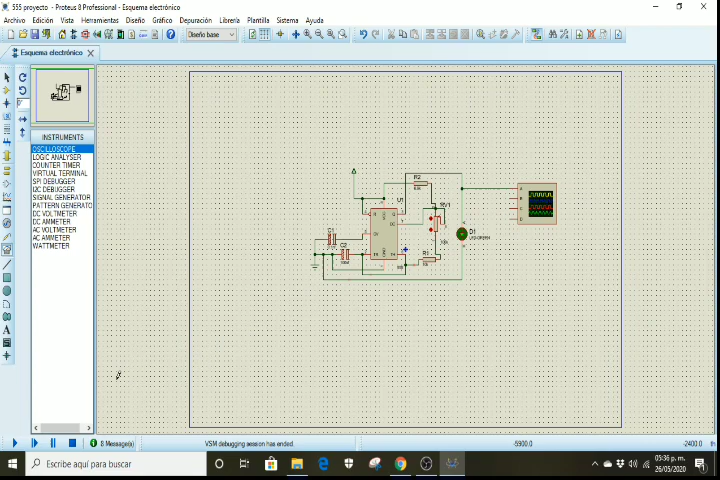 555 proyecto - Proteus 8 Professional - Esquema electrónico
Archivo Edición Vista Herramientas Diseño Gráfico Depuración Librería Plantilla Sistema Ayuda
Diseño base
Esquema electrónico
INSTRUMENTS
OSCILLOSCOPE
LOGIC ANALYSER
COUNTER TIMER
VIRTUAL TERMINAL
SPI DEBUGGER
I2C DEBUGGER
SIGNAL GENERATOR
PATTERN GENERATO
DC VOLTMETER
DC AMMETER
AC VOLTMETER
AC AMMETER
WATTMETER
R2
U1
RV1
D1
C1
C2
R1
A
B
C
D
8 Message(s)
VSM debugging session has ended.
-5900.0
-2400.0
th
Escribe aquí para buscar
05:36 p. m.
26/05/2020